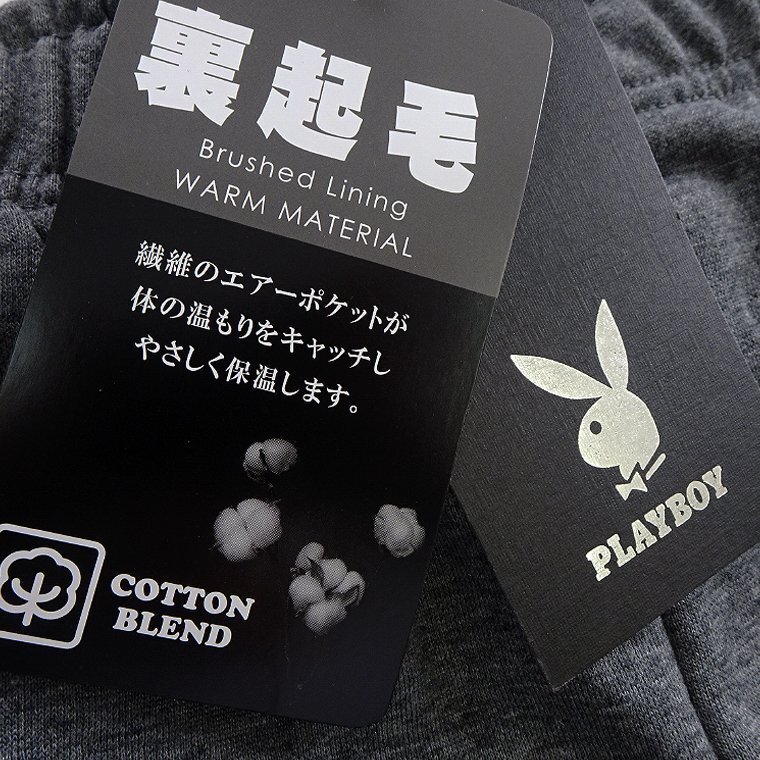 裏起毛
Brushed Lining
WARM MATERIAL
繊維のエアーポケットが
体の温もりをキャッチし
やさしく保温します。
COTTON
BLEND
PLAYBOY